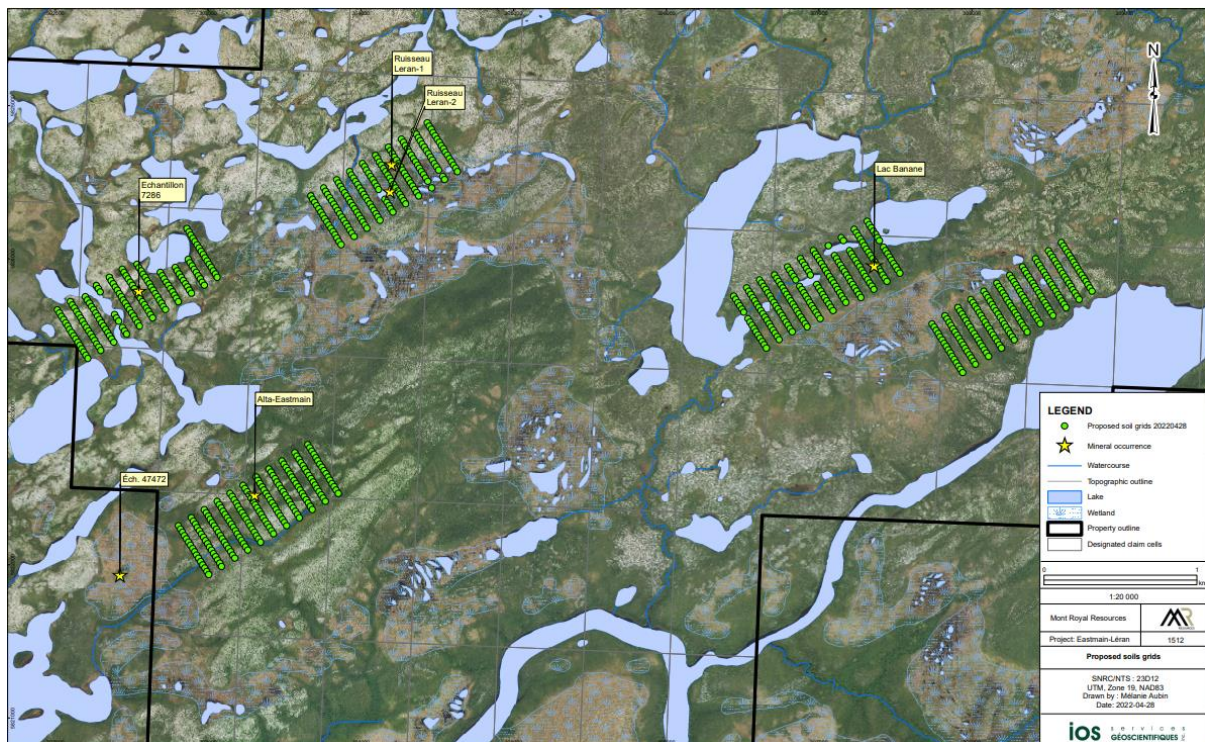 Ruisseau
Leran-1
Ruisseau
Leran-2
N
Echantillon
7286
Lac Banane
Alta-Eastmain
Éch. 47472
LEGEND
Proposed soil grids 20220428
Mineral occurrence
Watercourse
Topographic outline
Lake
Wetland
Property outline
Designated claim cells
0 1
km
1:20 000
Mont Royal Resources
MR
Project: Eastmain-Léran 1512
Proposed soils grids
SNRC/NTS : 23D12
UTM, Zone 19, NAD83
Drawn by : Mélanie Aubin
Date: 2022-04-28
ios services
GÉOSCIENTIFIQUES inc